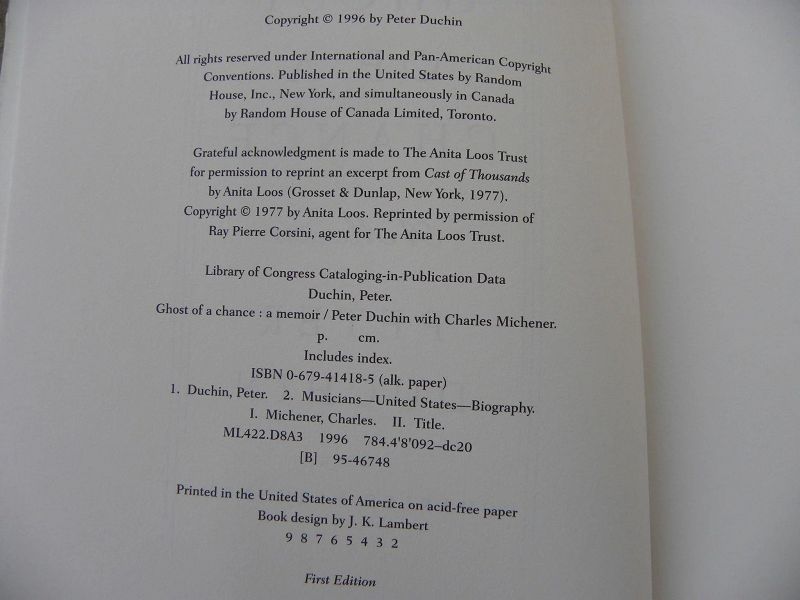 Copyright © 1996 by Peter Duchin
All rights reserved under International and Pan-American Copyright
Conventions. Published in the United States by Random
House, Inc., New York, and simultaneously in Canada
by Random House of Canada Limited, Toronto.
Grateful acknowledgment is made to The Anita Loos Trust
for permission to reprint an excerpt from Cast of Thousands
by Anita Loos (Grosset & Dunlap, New York, 1977).
Copyright © 1977 by Anita Loos. Reprinted by permission of
Ray Pierre Corsini, agent for The Anita Loos Trust.
Library of Congress Cataloging-in-Publication Data
Duchin, Peter.
Ghost of a chance : a memoir / Peter Duchin with Charles Michener.
p. cm.
Includes index.
ISBN 0-679-41418-5 (alk. paper)
1. Duchin, Peter. 2. Musicians—United States—Biography.
I. Michener, Charles. II. Title.
ML422.D8A3 1996 784.4'8'092–dc20
[B] 95-46748
Printed in the United States of America on acid-free paper
Book design by J. K. Lambert
9 8 7 6 5 4 3 2
First Edition